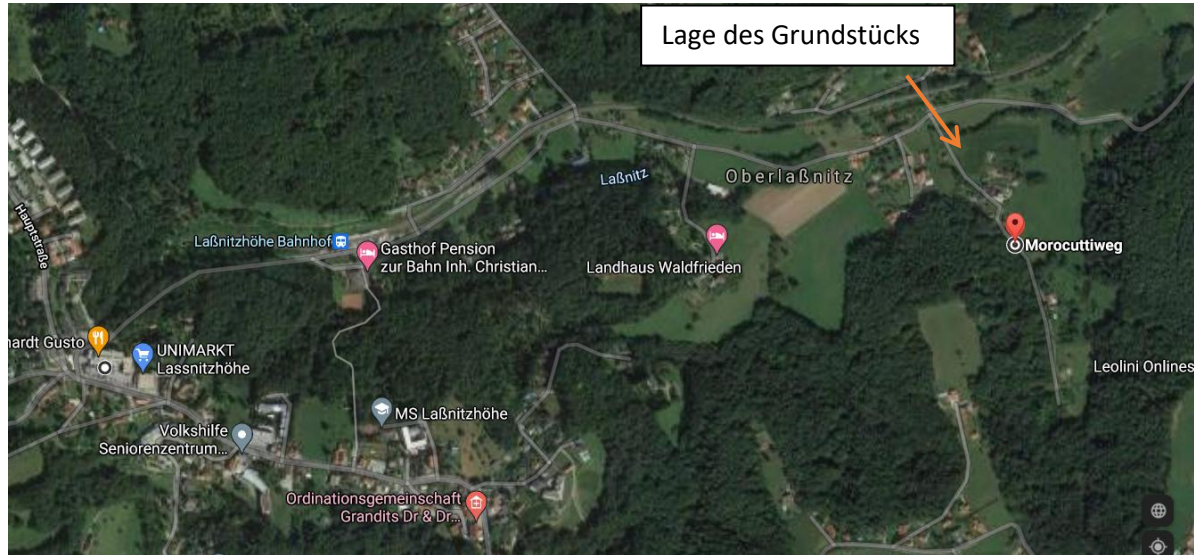 Lage des Grundstücks
Laßnitz
Oberlaßnitz
Hauptstraße
Laßnitzhöhe Bahnhof
Gasthof Pension
zur Bahn Inh. Christian...
Landhaus Waldfrieden
Morocuttiweg
hardt Gusto
UNIMARKT
Lassnitzhöhe
Leolini Onlines
MS Laßnitzhöhe
Volkshilfe
Seniorenzentrum...
Ordinationsgemeinschaft
Grandits Dr & Dr...